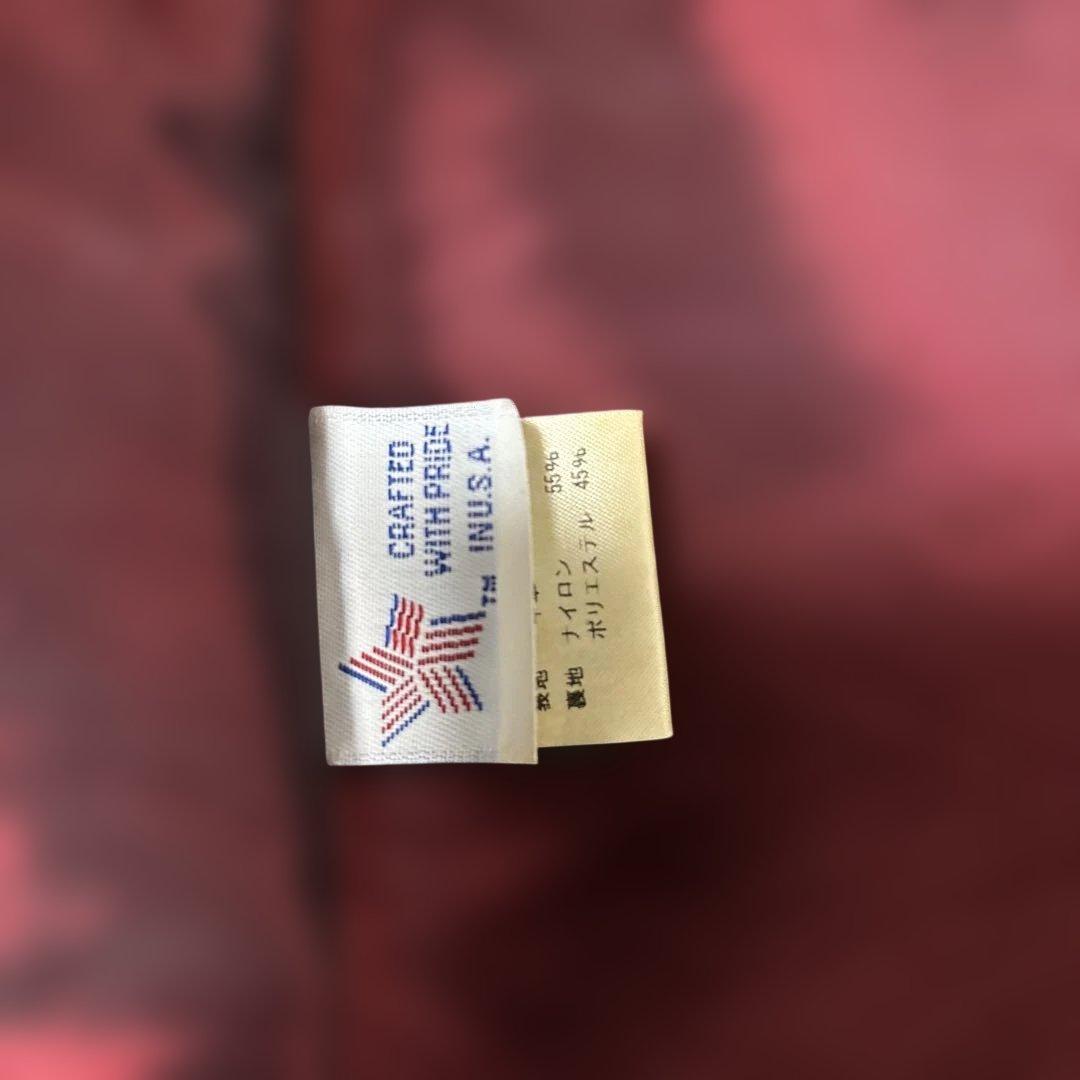 CRAFTED
WITH PRIDE
IN U.S.A.
TM
ナイロン 55%
裏地 ポリエステル 45%